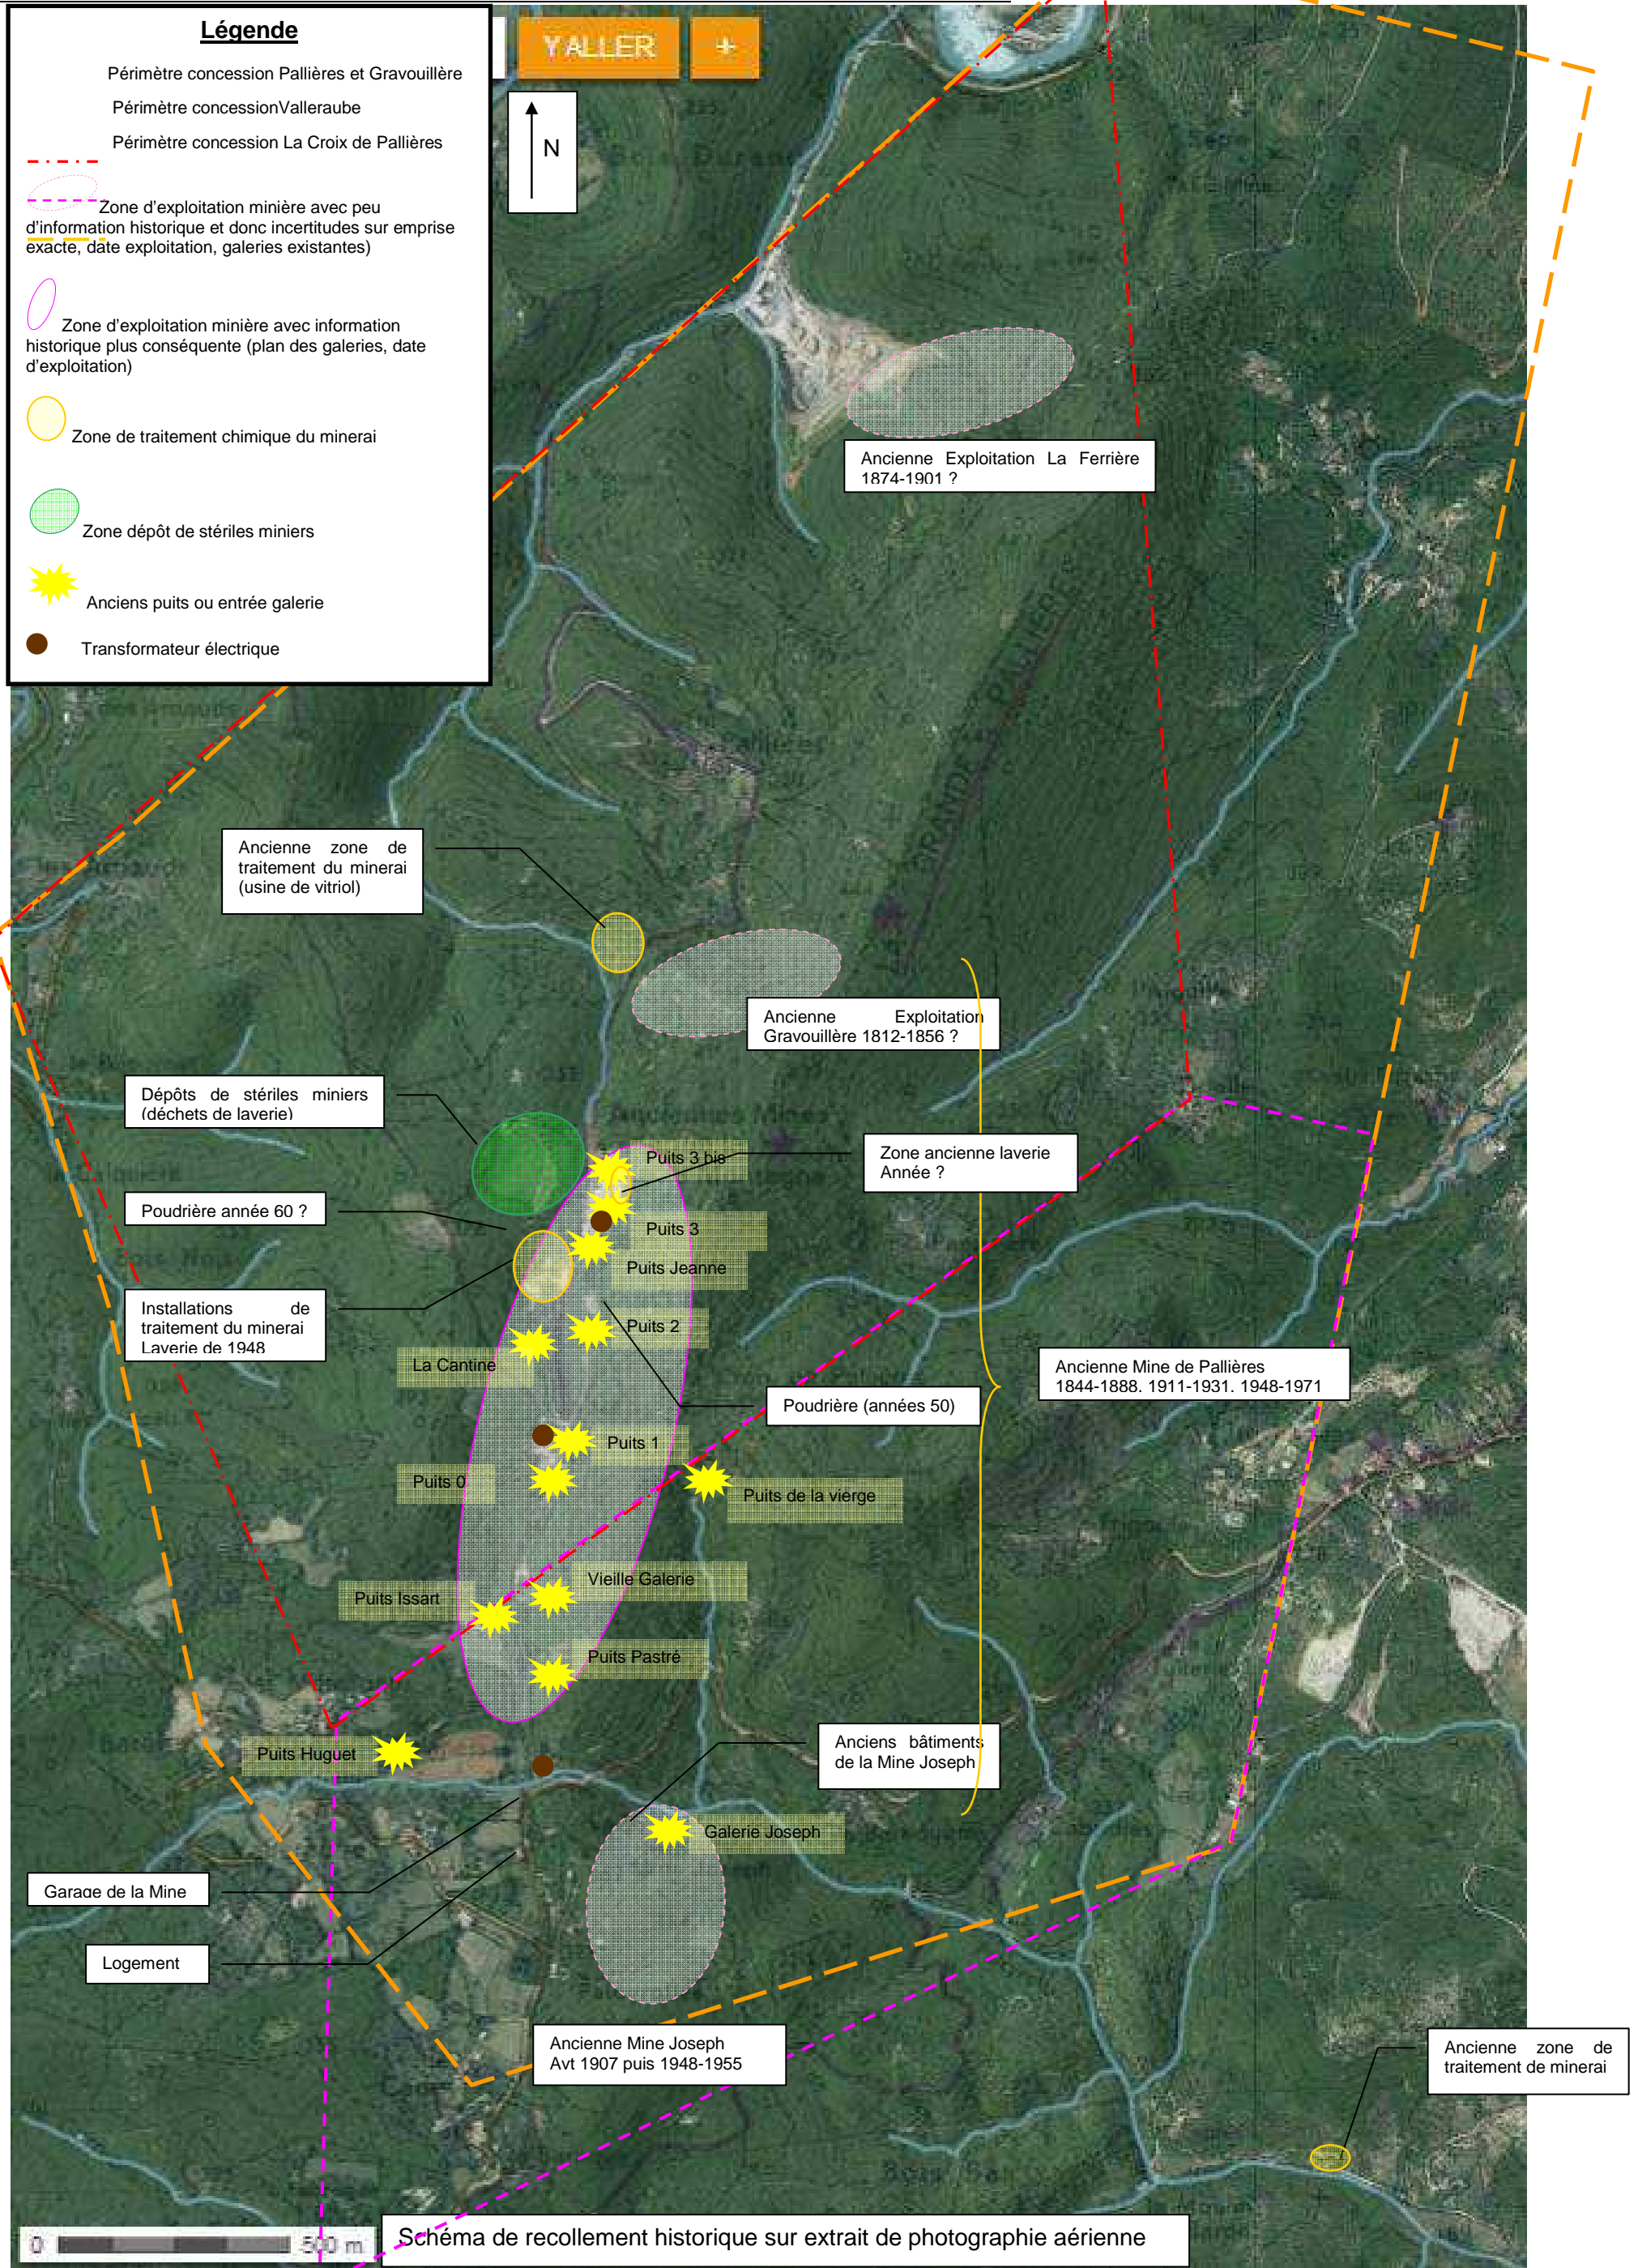 Légende
Périmètre concession Pallières et Gravouillère
Périmètre concessionValleraube
Périmètre concession La Croix de Pallières
Zone d'exploitation minière avec peu
d'information historique et donc incertitudes sur emprise
exacte, date exploitation, galeries existantes)
Zone d'exploitation minière avec information
historique plus conséquente (plan des galeries, date
d'exploitation)
Zone de traitement chimique du minerai
Zone dépôt de stériles miniers
Anciens puits ou entrée galerie
Transformateur électrique
Y ALLER
+
N
Ancienne Exploitation La Ferrière
1874-1901 ?
Ancienne zone de
traitement du minerai
(usine de vitriol)
Ancienne Exploitation
Gravouillère 1812-1856 ?
Dépôts de stériles miniers
(déchets de laverie)
Puits 3 bis
Zone ancienne laverie
Année ?
Poudrière année 60 ?
Puits 3
Puits Jeanne
Installations de
traitement du minerai
Laverie de 1948
Puits 2
La Cantine
Ancienne Mine de Pallières
1844-1888. 1911-1931. 1948-1971
Poudrière (années 50)
Puits 1
Puits 0
Puits de la vierge
Vieille Galerie
Puits Issart
Puits Pastré
Puits Huguet
Anciens bâtiments
de la Mine Joseph
Galerie Joseph
Garage de la Mine
Logement
Ancienne Mine Joseph
Avt 1907 puis 1948-1955
Ancienne zone de
traitement de minerai
0 500 m
Schéma de recollement historique sur extrait de photographie aérienne